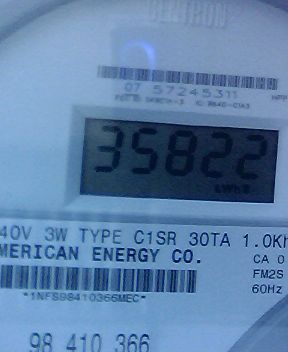 CENTRON
07 57245311
35822
kWh
40V 3W TYPE C1SR 30TA 1.0Kh
MERICAN ENERGY CO.
CA 0
FM2S
60Hz
*1NFS98410366MEC*
98 410 366